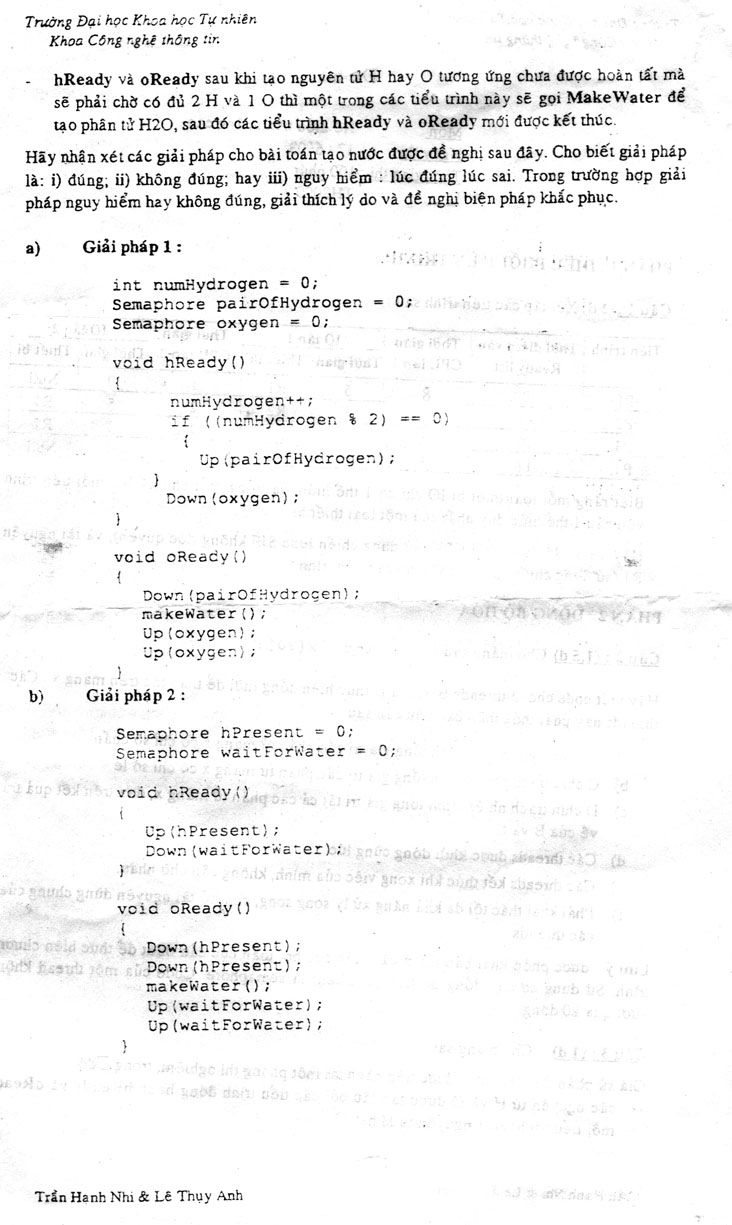 Trường Đại học Khoa học Tự nhiên
Khoa Công nghệ thông tin
- hReady và oReady sau khi tạo nguyên tử H hay O tương ứng chưa được hoàn tất mà
sẽ phải chờ có đủ 2 H và 1 O thì một trong các tiểu trình này sẽ gọi MakeWater để
tạo phân tử H2O, sau đó các tiểu trình hReady và oReady mới được kết thúc.
Hãy nhận xét các giải pháp cho bài toán tạo nước được đề nghị sau đây. Cho biết giải pháp
là: i) đúng; ii) không đúng; hay iii) nguy hiểm : lúc đúng lúc sai. Trong trường hợp giải
pháp nguy hiểm hay không đúng, giải thích lý do và đề nghị biện pháp khắc phục.
a) Giải pháp 1 :
int numHydrogen = 0;
Semaphore pairOfHydrogen = 0;
Semaphore oxygen = 0;
void hReady()
{
numHydrogen++;
if ((numHydrogen % 2) == 0)
{
Up(pairOfHydrogen);
}
Down(oxygen);
}
void oReady()
{
Down(pairOfHydrogen);
makeWater();
Up(oxygen);
Up(oxygen);
}
b) Giải pháp 2 :
Semaphore hPresent = 0;
Semaphore waitForWater = 0;
void hReady()
{
Up(hPresent);
Down(waitForWater);
}
void oReady()
{
Down(hPresent);
Down(hPresent);
makeWater();
Up(waitForWater);
Up(waitForWater);
}
Trần Hạnh Nhi & Lê Thụy Anh